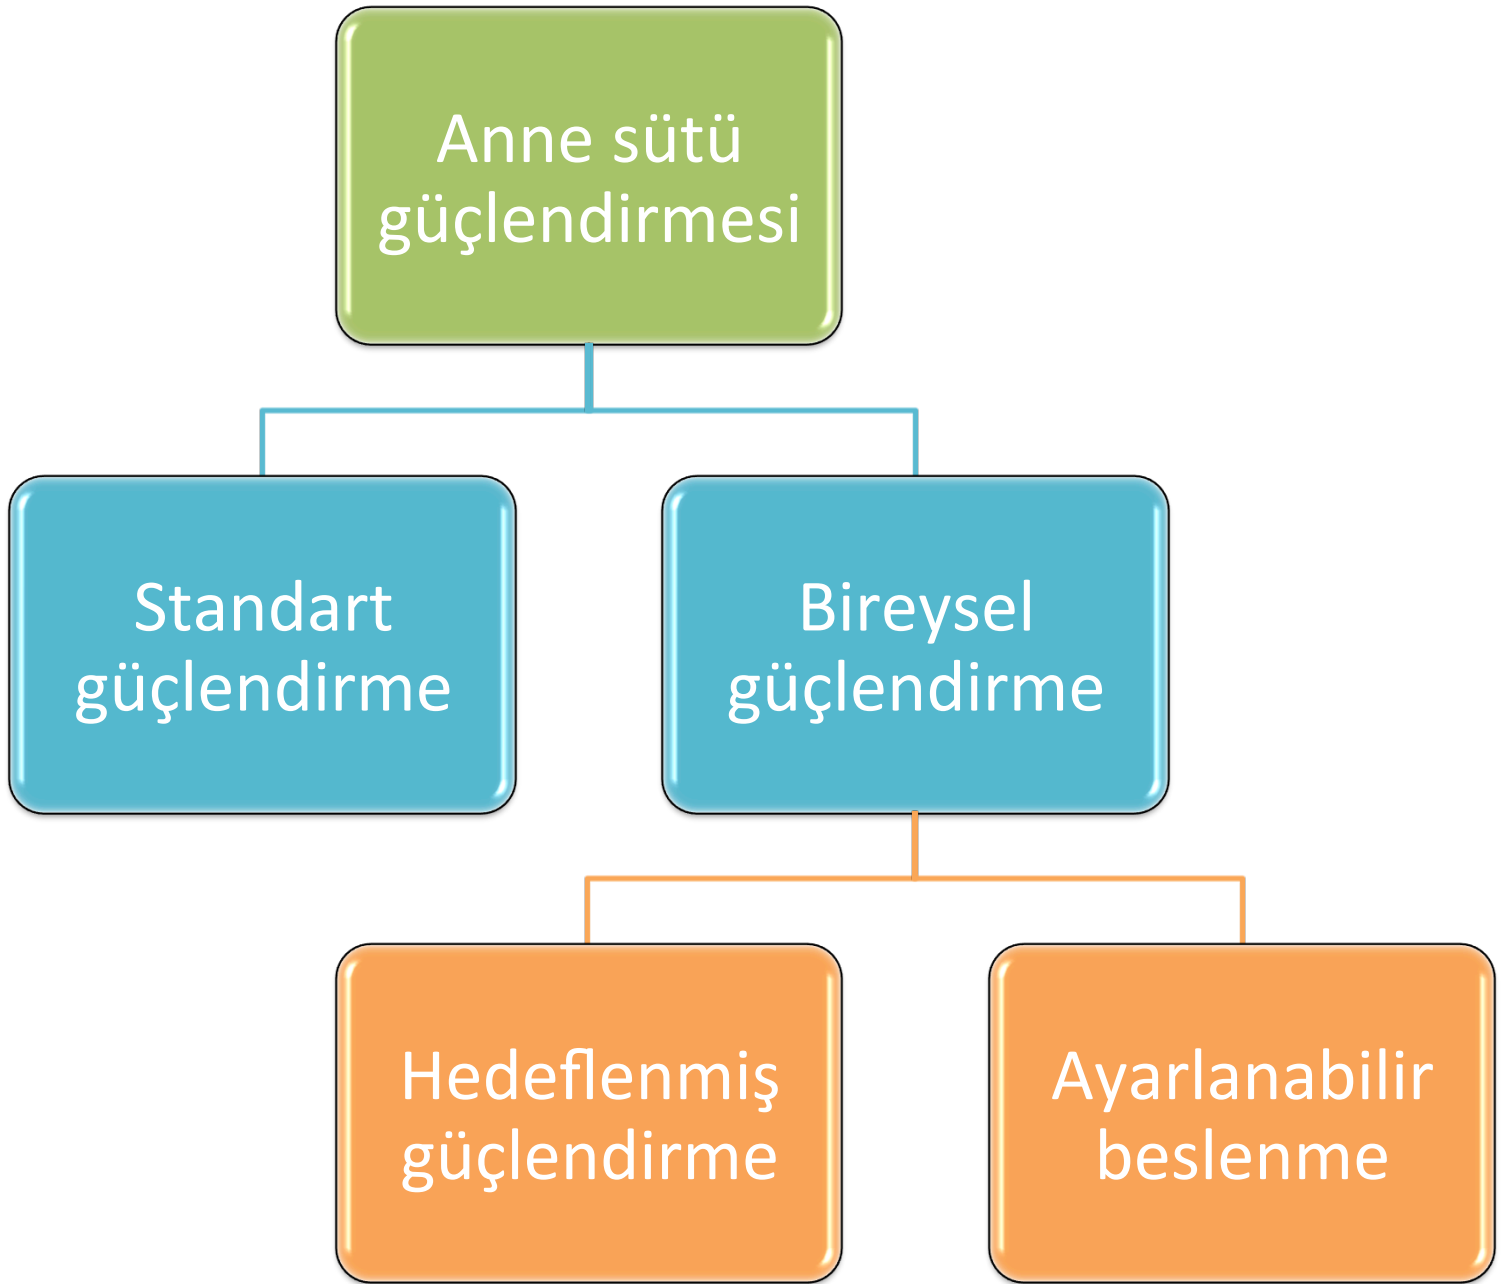 Anne sütü
güçlendirmesi
Standart
güçlendirme
Bireysel
güçlendirme
Hedeflenmiş
güçlendirme
Ayarlanabilir
beslenme